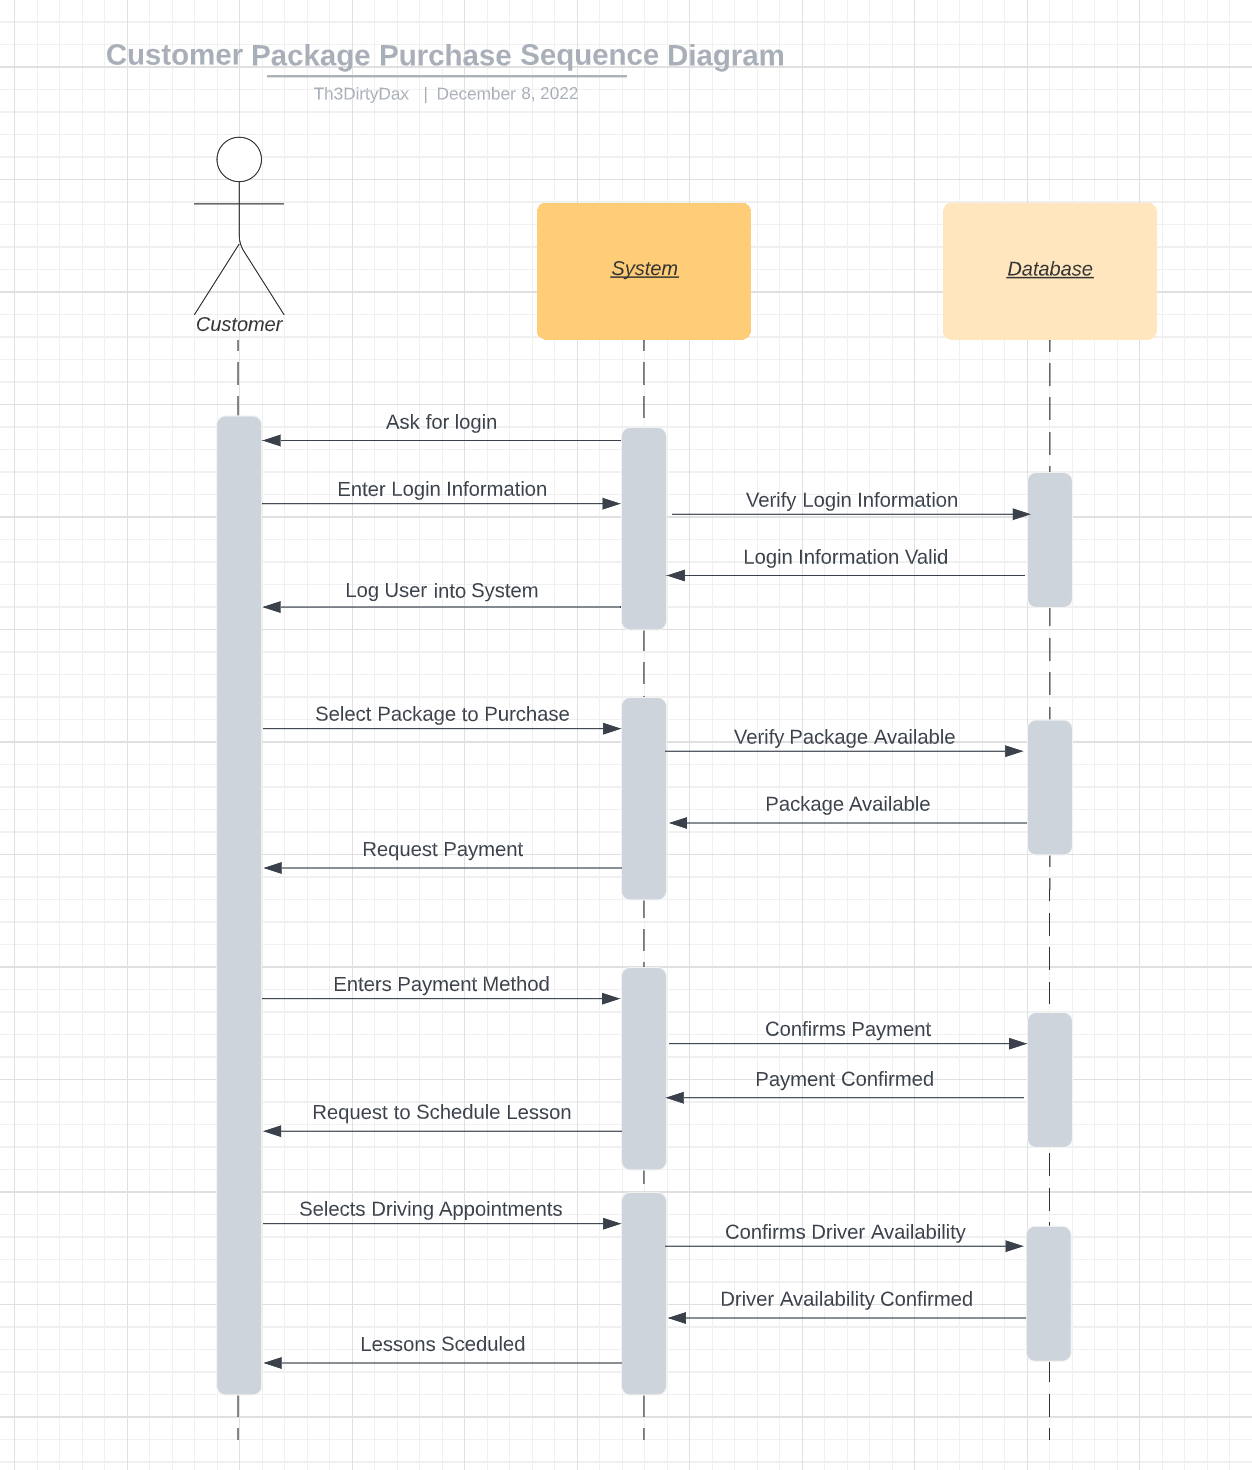 Customer Package Purchase Sequence Diagram
Th3DirtyDax | December 8, 2022
Customer
System
Database
Ask for login
Enter Login Information
Verify Login Information
Login Information Valid
Log User into System
Select Package to Purchase
Verify Package Available
Package Available
Request Payment
Enters Payment Method
Confirms Payment
Payment Confirmed
Request to Schedule Lesson
Selects Driving Appointments
Confirms Driver Availability
Driver Availability Confirmed
Lessons Sceduled